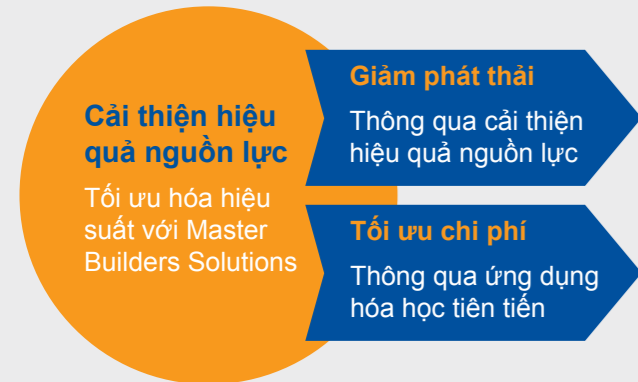 Cải thiện hiệu
quả nguồn lực
Tối ưu hóa hiệu
suất với Master
Builders Solutions
Giảm phát thải
Thông qua cải thiện
hiệu quả nguồn lực
Tối ưu chi phí
Thông qua ứng dụng
hóa học tiên tiến